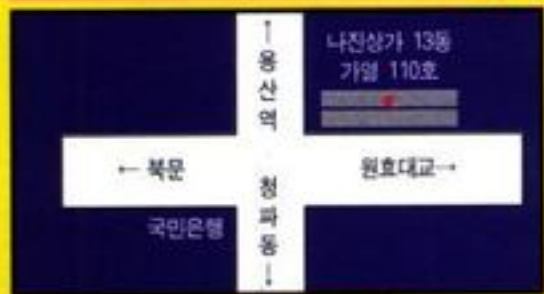 나진상가 13동
가열 110호
↑용산역
← 북문
원효대교→
청파동↓
국민은행